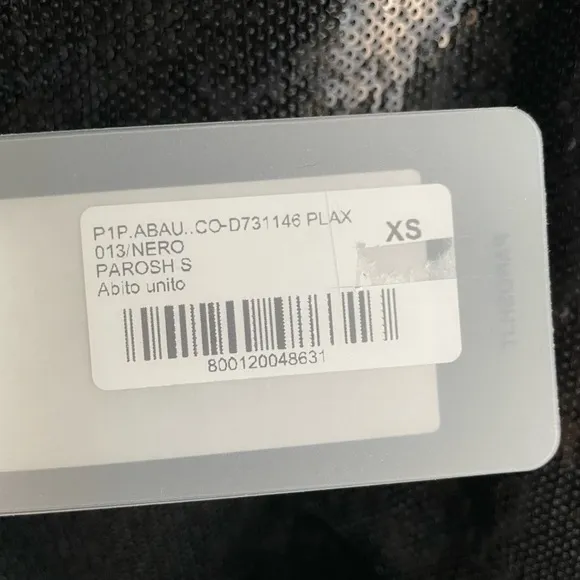 P1P.ABAU..CO-D731146 PLAX
013/NERO
PAROSH S
Abito unito
XS
800120048631